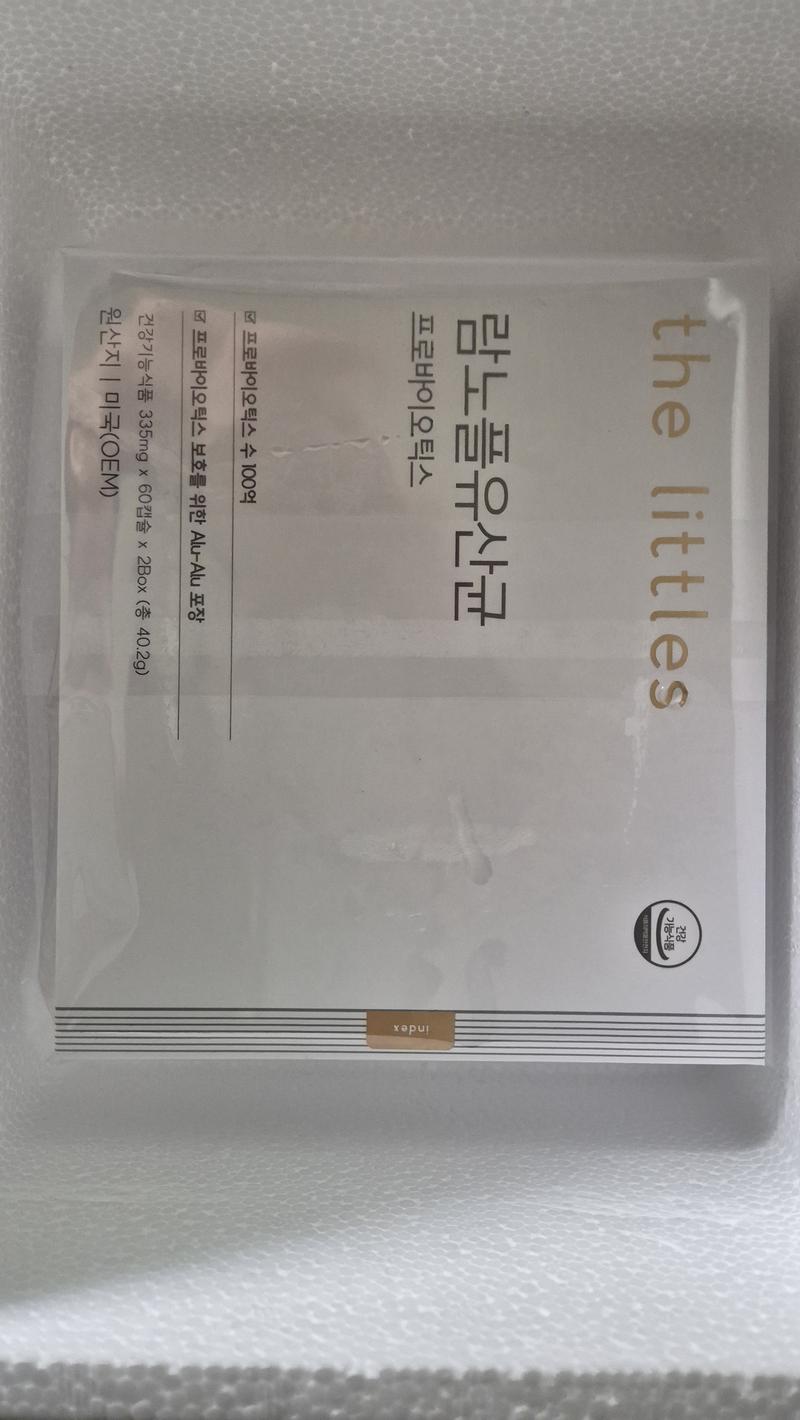 the littles
람노풀유산균
프로바이오틱스
☑ 프로바이오틱스 수 100억
☑ 프로바이오틱스 보호를 위한 Alu-Alu 포장
건강기능식품 335mg x 60캡슐 x 2Box (총 40.2g)
원산지 | 미국(OEM)
건강
기능식품
index